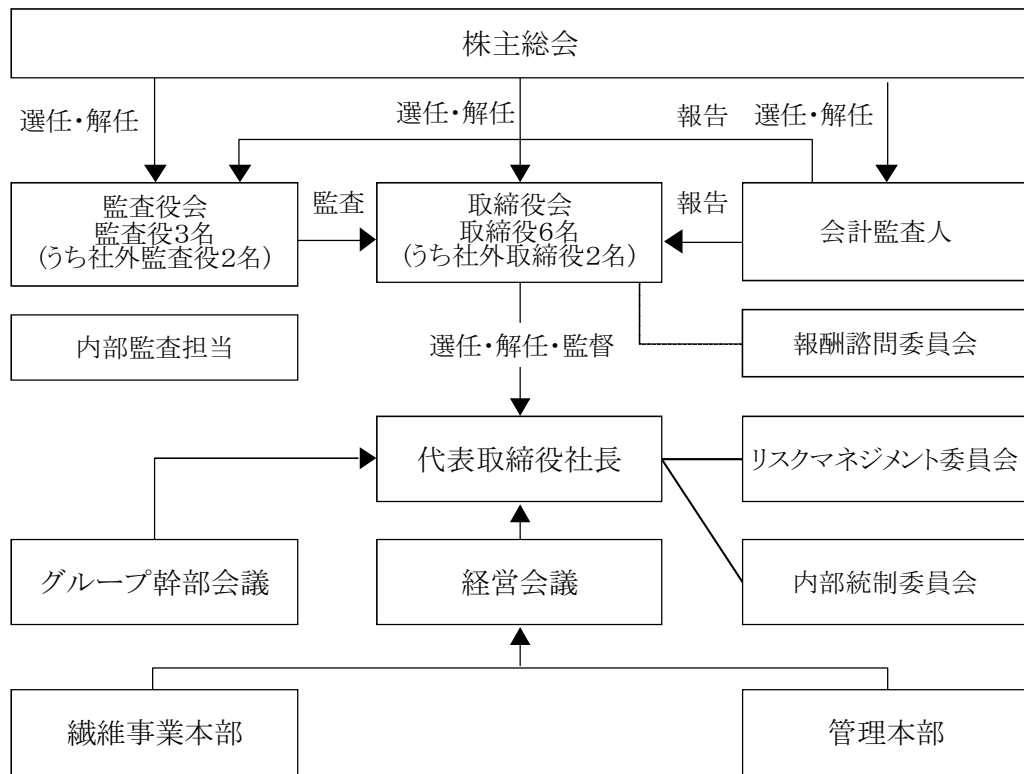 株主総会
選任・解任
選任・解任
報告
選任・解任
監査役会
監査役3名
(うち社外監査役2名)
監査
取締役会
取締役6名
(うち社外取締役2名)
報告
会計監査人
内部監査担当
選任・解任・監督
報酬諮問委員会
代表取締役社長
リスクマネジメント委員会
グループ幹部会議
経営会議
内部統制委員会
繊維事業本部
管理本部